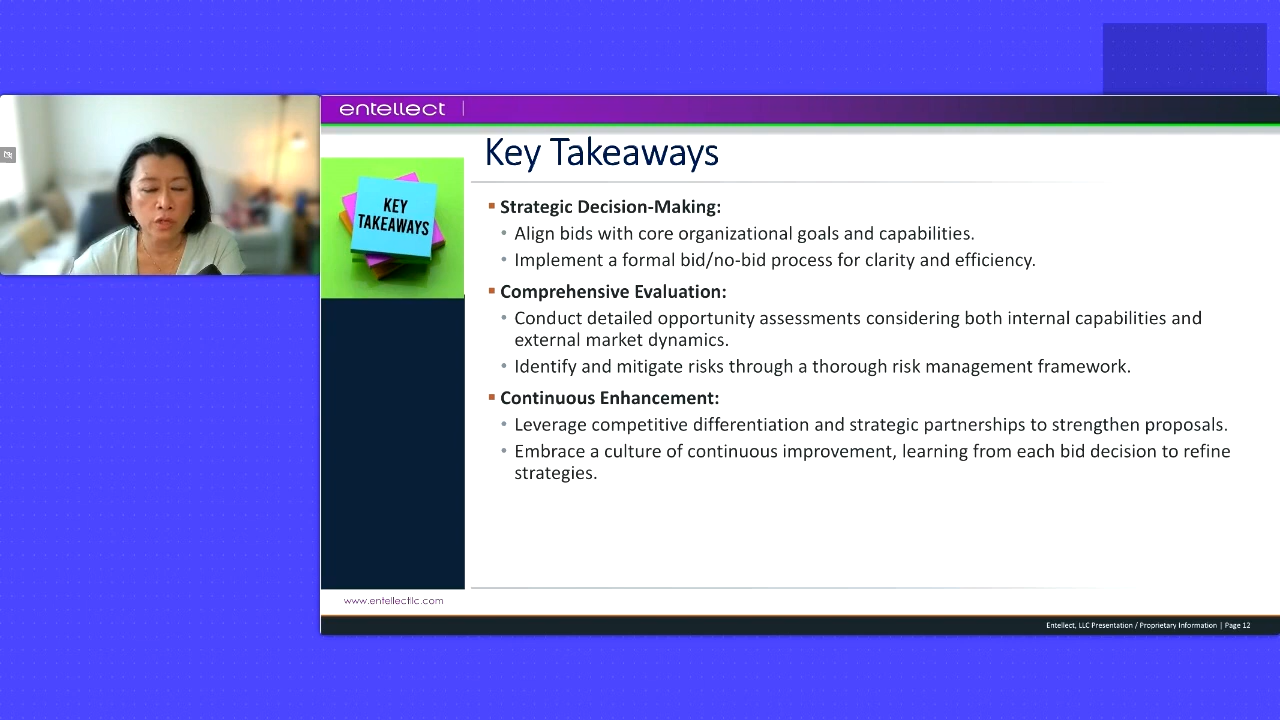 entellect
Key Takeaways
KEY
TAKEAWAYS
Strategic Decision-Making:
Align bids with core organizational goals and capabilities.
Implement a formal bid/no-bid process for clarity and efficiency.
Comprehensive Evaluation:
Conduct detailed opportunity assessments considering both internal capabilities and
external market dynamics.
Identify and mitigate risks through a thorough risk management framework.
Continuous Enhancement:
Leverage competitive differentiation and strategic partnerships to strengthen proposals.
Embrace a culture of continuous improvement, learning from each bid decision to refine
strategies.
www.entellectllc.com
Entellect, LLC Presentation / Proprietary Information | Page 12